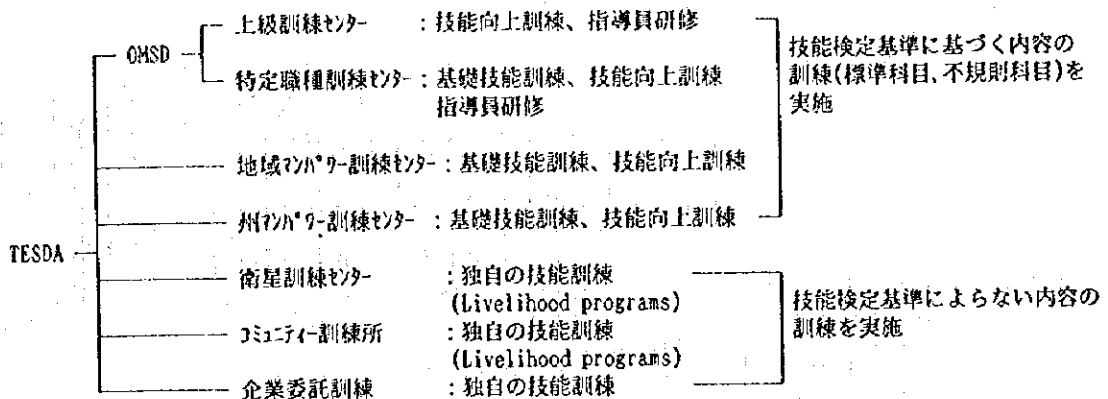 上級訓練センター : 技能向上訓練、指導員研修
OMSD
特定職種訓練センター : 基礎技能訓練、技能向上訓練
指導員研修
技能検定基準に基づく内容の
訓練(標準科目、不規則科目)を
実施
地域マンパワー訓練センター : 基礎技能訓練、技能向上訓練
州マンパワー訓練センター : 基礎技能訓練、技能向上訓練
TESDA
衛星訓練センター : 独自の技能訓練
(Livelihood programs)
コミュニティー訓練所 : 独自の技能訓練
(Livelihood programs)
企業委託訓練 : 独自の技能訓練
技能検定基準によらない内容の
訓練を実施